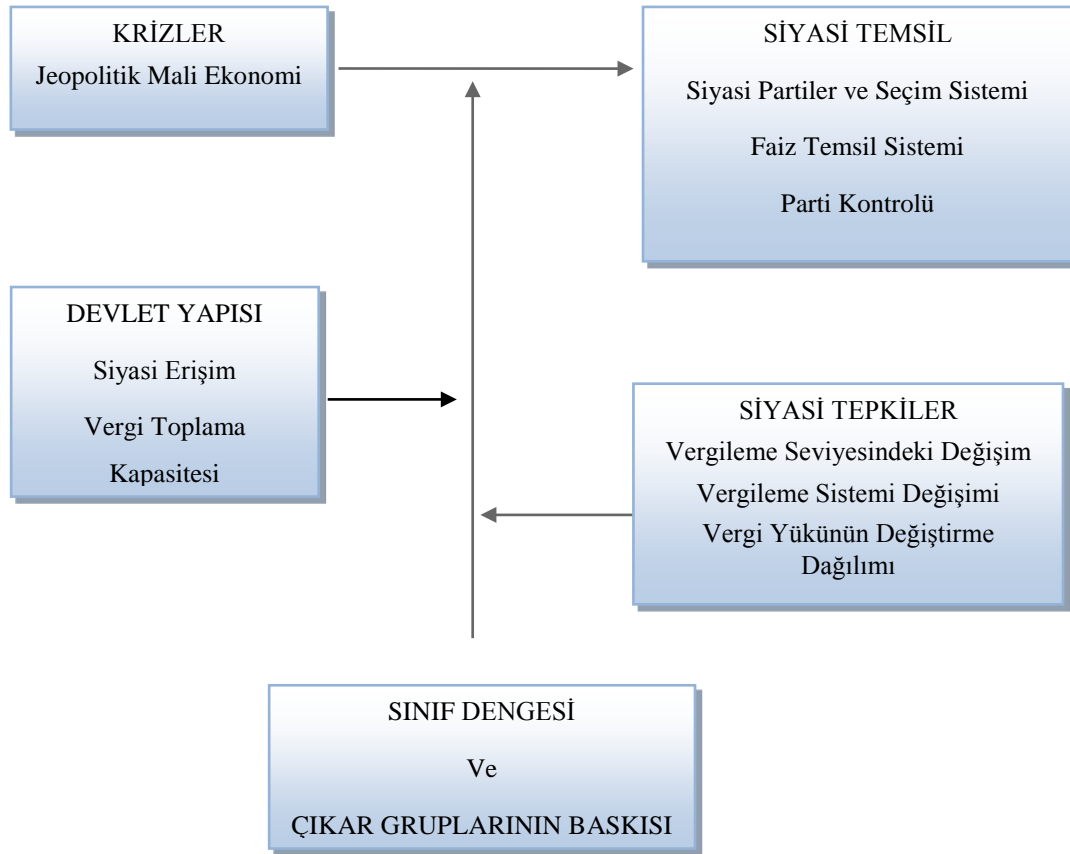 KRİZLER
Jeopolitik Mali Ekonomi
SİYASİ TEMSİL
Siyasi Partiler ve Seçim Sistemi
Faiz Temsil Sistemi
Parti Kontrolü
DEVLET YAPISI
Siyasi Erişim
Vergi Toplama
Kapasitesi
SİYASİ TEPKİLER
Vergileme Seviyesindeki Değişim
Vergileme Sistemi Değişimi
Vergi Yükünün Değiştirme
Dağılımı
SINIF DENGESİ
Ve
ÇIKAR GRUPLARININ BASKISI